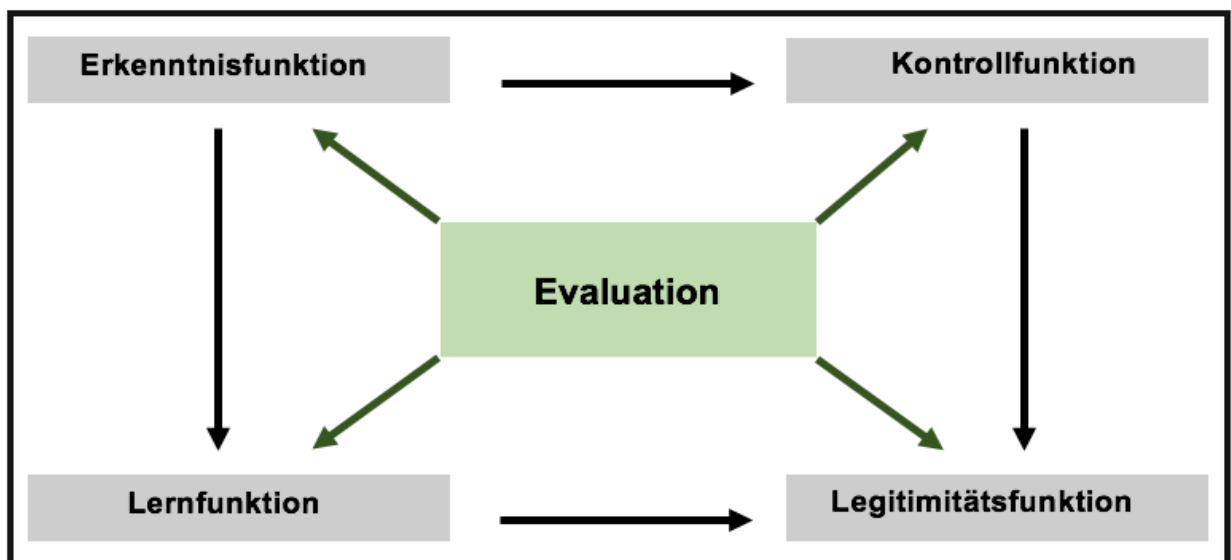 Erkenntnisfunktion
Kontrollfunktion
Evaluation
Lernfunktion
Legitimitätsfunktion